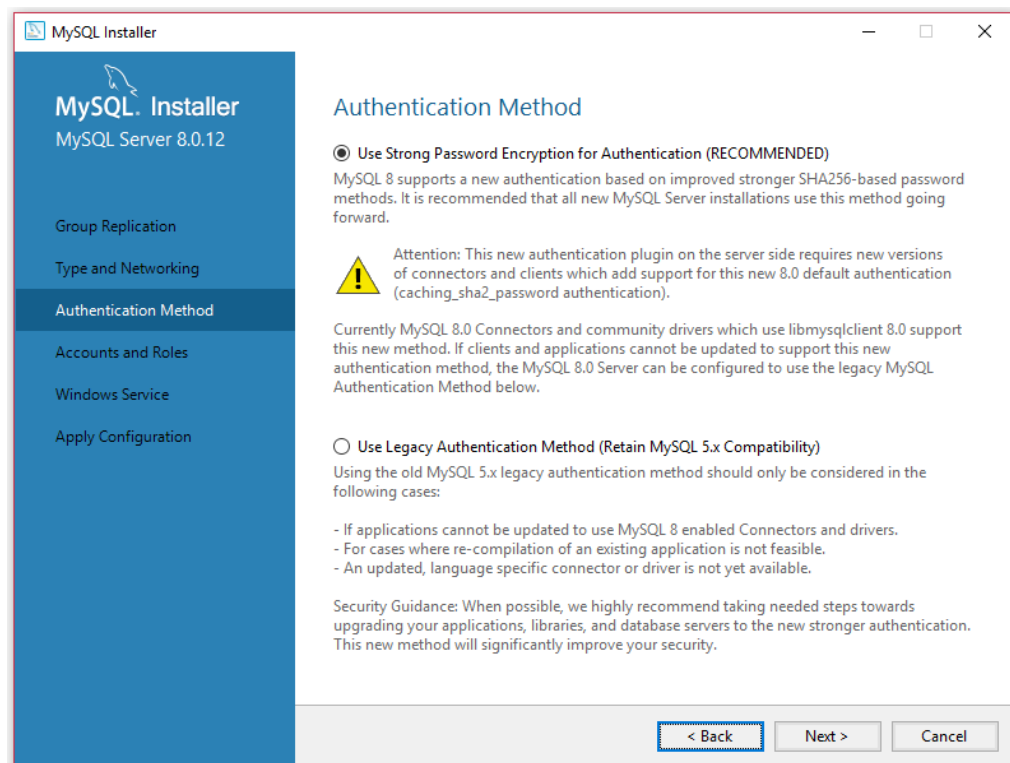 MySQL Installer
MySQL. Installer
MySQL Server 8.0.12
Group Replication
Type and Networking
Authentication Method
Accounts and Roles
Windows Service
Apply Configuration
Authentication Method
Use Strong Password Encryption for Authentication (RECOMMENDED)
MySQL 8 supports a new authentication based on improved stronger SHA256-based password
methods. It is recommended that all new MySQL Server installations use this method going
forward.
Attention: This new authentication plugin on the server side requires new versions
of connectors and clients which add support for this new 8.0 default authentication
(caching_sha2_password authentication).
Currently MySQL 8.0 Connectors and community drivers which use libmysqlclient 8.0 support
this new method. If clients and applications cannot be updated to support this new
authentication method, the MySQL 8.0 Server can be configured to use the legacy MySQL
Authentication Method below.
Use Legacy Authentication Method (Retain MySQL 5.x Compatibility)
Using the old MySQL 5.x legacy authentication method should only be considered in the
following cases:
- If applications cannot be updated to use MySQL 8 enabled Connectors and drivers.
- For cases where re-compilation of an existing application is not feasible.
- An updated, language specific connector or driver is not yet available.
Security Guidance: When possible, we highly recommend taking needed steps towards
upgrading your applications, libraries, and database servers to the new stronger authentication.
This new method will significantly improve your security.
< Back
Next >
Cancel